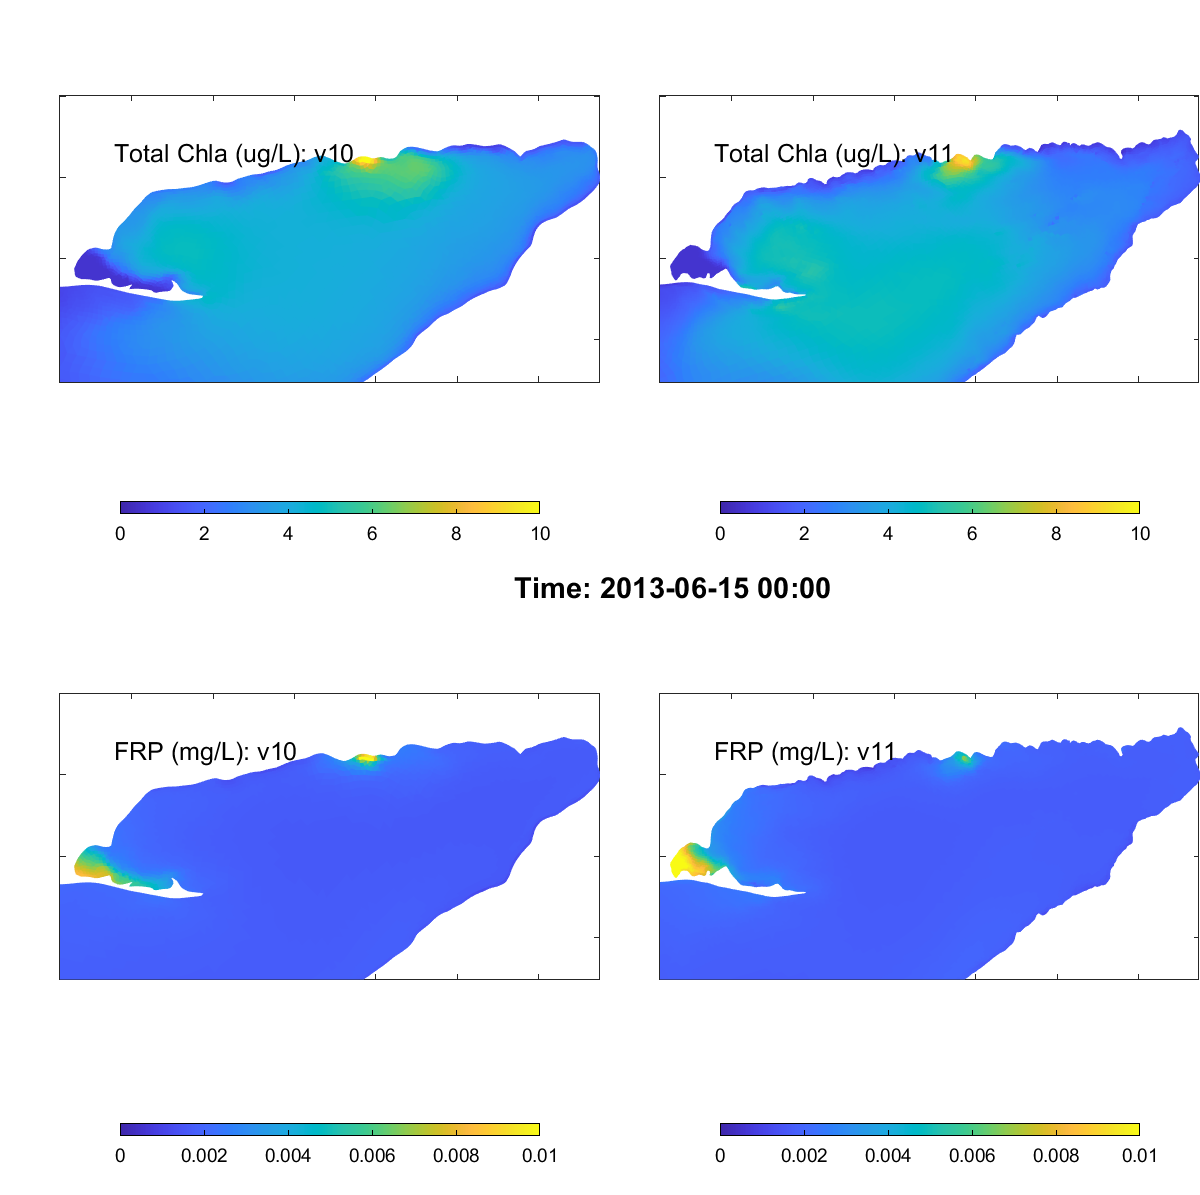 Total Chla (ug/L): v10
Total Chla (ug/L): v11
0 2 4 6 8 10
0 2 4 6 8 10
Time: 2013-06-15 00:00
FRP (mg/L): v10
FRP (mg/L): v11
0 0.002 0.004 0.006 0.008 0.01
0 0.002 0.004 0.006 0.008 0.01